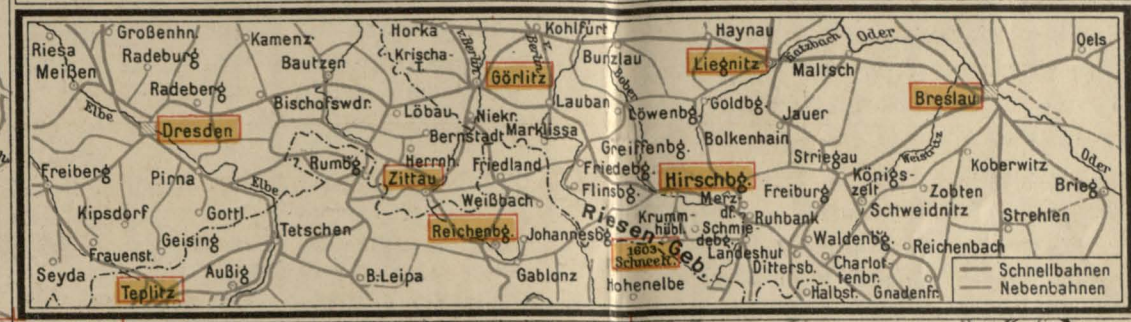 Großenhn.
Riesa
Radeburg
Meißen
Radeberg
Elbe
Dresden
Freiberg
Pirna
Elbe
Kipsdorf
Gottl.
Geising
Frauenst.
Seyda
Außig
Teplitz
Kamenz
Bautzen
Bischofswdr.
Rumbg.
Tetschen
B.Leipa
Horka
Krischa-
T.
v. Berlin
v. Berlin
Görlitz
Löbau
Niekr.
Bernstadt
Herrnh.
Zittau
Friedland
Weißbach
Reichenbg.
Johannesbg.
Gablonz
Kohlfurt
Bunzlau
Bober
Lauban
Marklissa
Löwenbg.
Greiffenbg.
Friedebg.
Flinsbg.
Hirschbg.
Riesen-Geb.
1603
Schneek.
Hohenelbe
Krumm-
hübl.
Merz-
df.
Schmie
debg.
Haynau
Liegnitz
Katzbach
Oder
Maltsch
Goldbg.
Jauer
Bolkenhain
Striegau
Freiburg
Ruhbank
Landeshut
Waldenbg.
Dittersb.
Charlot-
tenbr.
Halbst.
Gnadenfr.
Oels
Breslau
Weistritz
Königs-
zelt
Koberwitz
Oder
Zobten
Brieg
Schweidnitz
Strehlen
Reichenbach
Schnellbahnen
Nebenbahnen